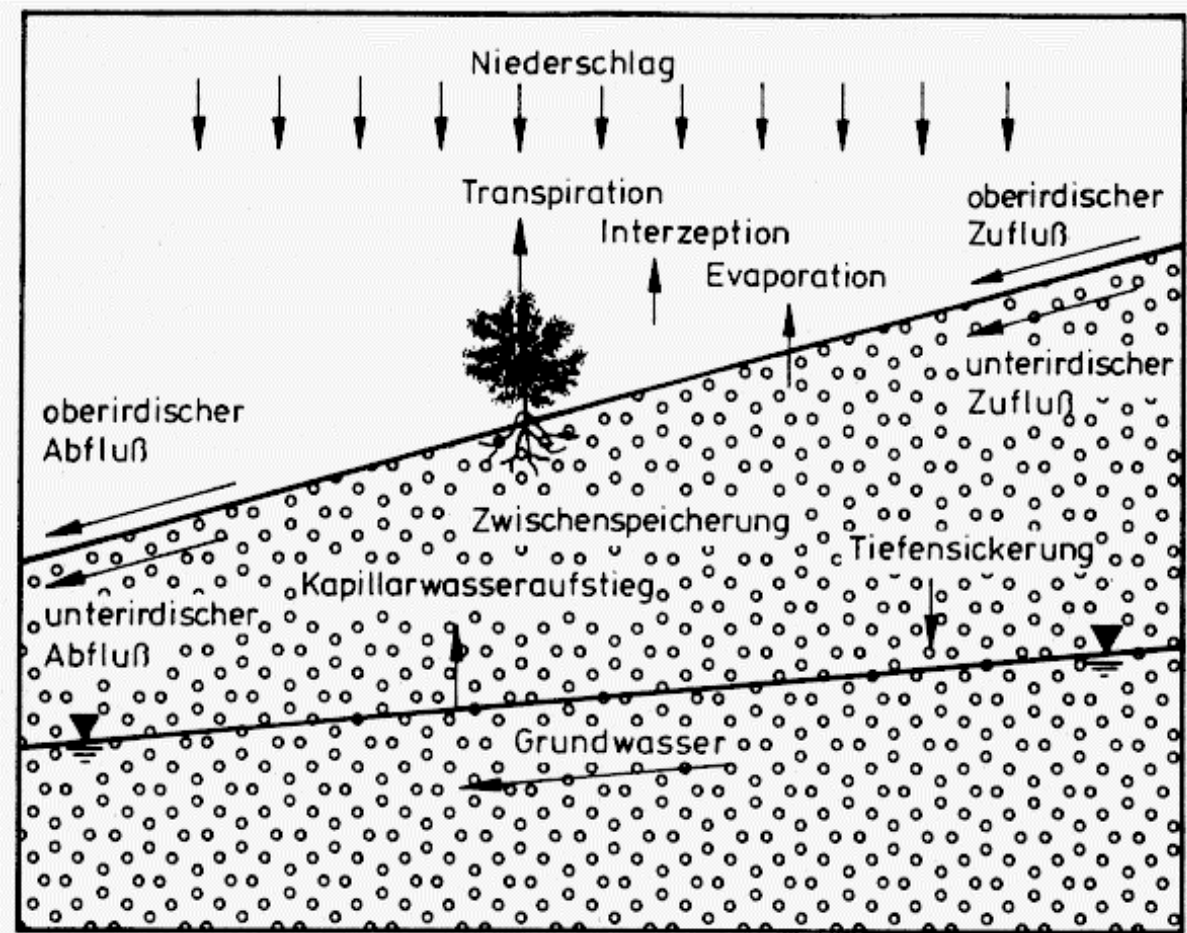 Niederschlag
Transpiration
Interzeption
Evaporation
oberirdischer
Zufluß
unterirdischer
Zufluß
oberirdischer
Abfluß
Zwischenspeicherung
Tiefensickerung
Kapillarwasseraufstieg
unterirdischer
Abfluß
Grundwasser